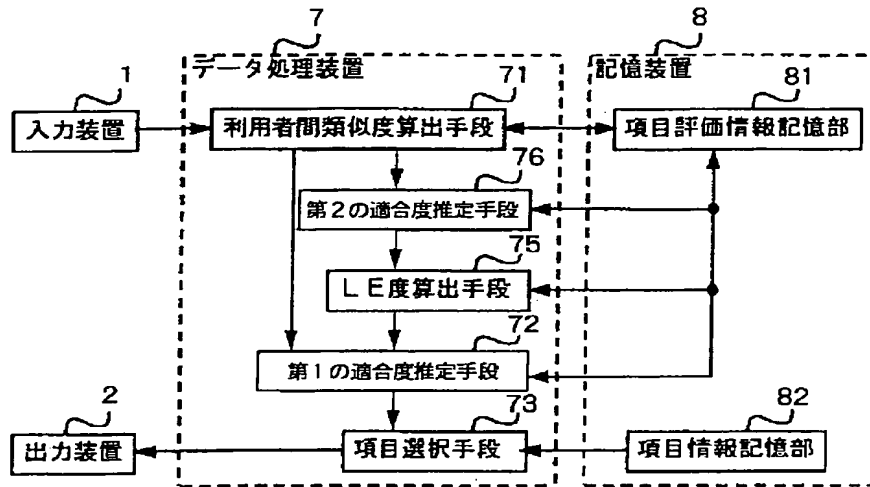 7
8
データ処理装置
記憶装置
1
71
81
入力装置
利用者間類似度算出手段
項目評価情報記憶部
76
第2の適合度推定手段
75
LE度算出手段
72
第1の適合度推定手段
2
73
82
出力装置
項目選択手段
項目情報記憶部